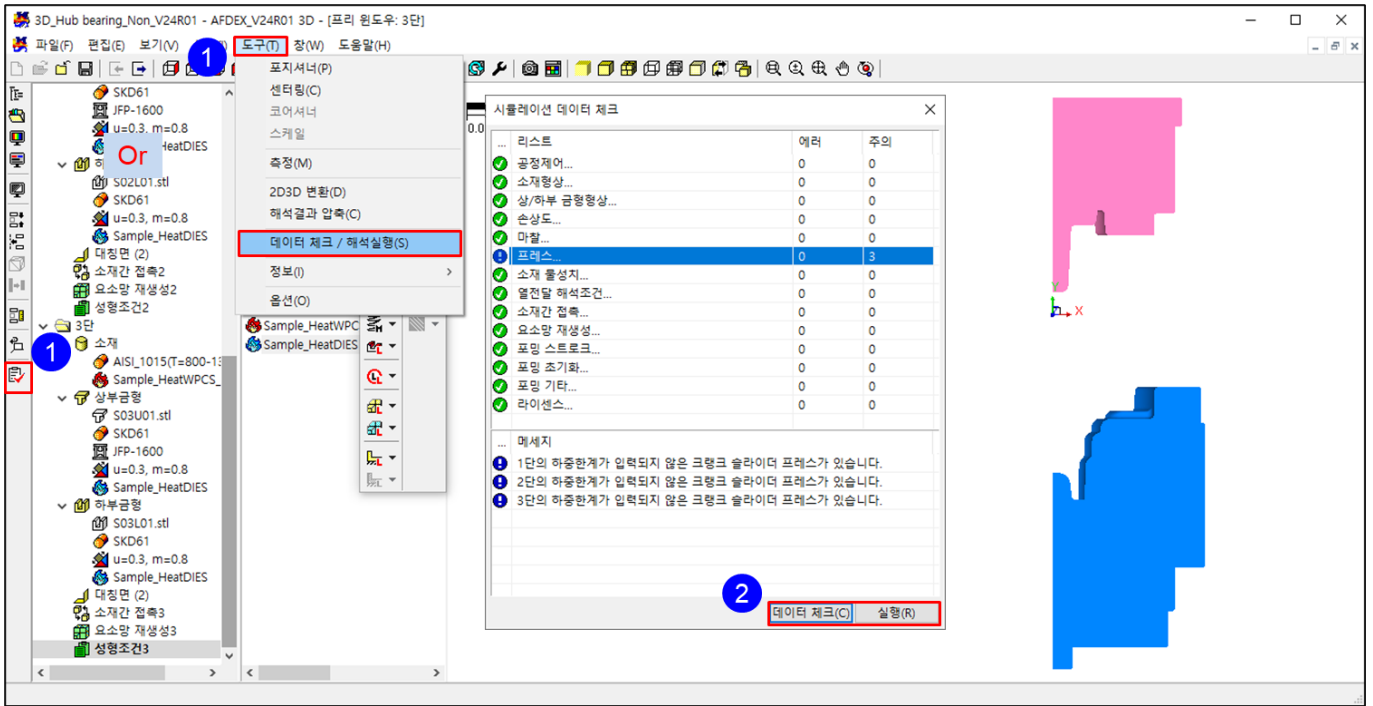 3D_Hub bearing_Non_V24R01 - AFDEX_V24R01 3D - [프리 윈도우: 3단]
파일(F) 편집(E) 보기(V) 도구(T) 창(W) 도움말(H)
1
SKD61
JFP-1600
u=0.3, m=0.8
HeatDIES
Or
하
S02L01.stl
SKD61
u=0.3, m=0.8
Sample_HeatDIES
대칭면 (2)
소재간 접촉2
요소망 재생성2
성형조건2
3단
소재
1
AISI_1015(T=800-13
Sample_HeatWPCS_
상부금형
S03U01.stl
SKD61
JFP-1600
u=0.3, m=0.8
Sample_HeatDIES
하부금형
S03L01.stl
SKD61
u=0.3, m=0.8
Sample_HeatDIES
대칭면 (2)
소재간 접촉3
요소망 재생성3
성형조건3
포지셔너(P)
센터링(C)
코어셔너
스케일
측정(M)
2D3D 변환(D)
해석결과 압축(C)
데이터 체크 / 해석실행(S)
정보(I)
옵션(O)
Sample_HeatWPC
Sample_HeatDIES
0.0
시뮬레이션 데이터 체크
... 리스트 에러 주의
공정제어... 0 0
소재형상... 0 0
상/하부 금형형상... 0 0
손상도... 0 0
마찰... 0 0
프레스... 0 3
소재 물성치... 0 0
열전달 해석조건... 0 0
소재간 접촉... 0 0
요소망 재생성... 0 0
포밍 스트로크... 0 0
포밍 초기화... 0 0
포밍 기타... 0 0
라이센스... 0 0
... 메세지
1단의 하중한계가 입력되지 않은 크랭크 슬라이더 프레스가 있습니다.
2단의 하중한계가 입력되지 않은 크랭크 슬라이더 프레스가 있습니다.
3단의 하중한계가 입력되지 않은 크랭크 슬라이더 프레스가 있습니다.
2
데이터 체크(C) 실행(R)
Y
X